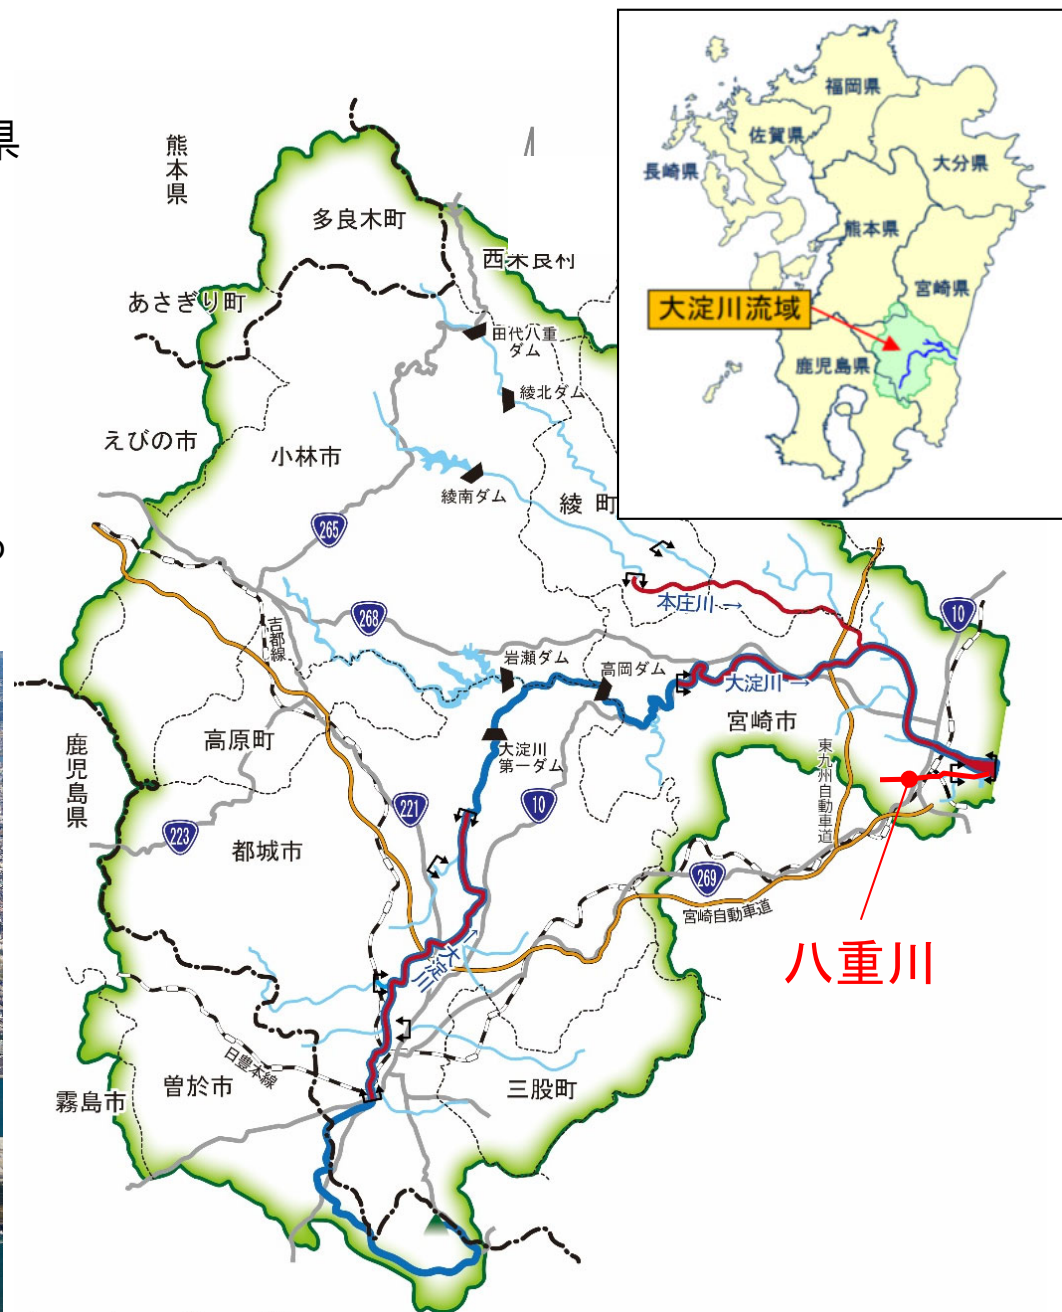 福岡県
佐賀県
長崎県
大分県
熊本県
宮崎県
大淀川流域
鹿児島県
県
熊本県
多良木町
西米良村
あさぎり町
田代八重
ダム
綾北ダム
えびの市
小林市
綾南ダム
綾町
265
本庄川→
10
268
吉都線
岩瀬ダム
高岡ダム
大淀川→
宮崎市
鹿児島県
高原町
大淀川
第一ダム
東九州自動車道
221
10
223
都城市
269
宮崎自動車道
八重川
大淀川→
日豊本線
曽於市
霧島市
三股町